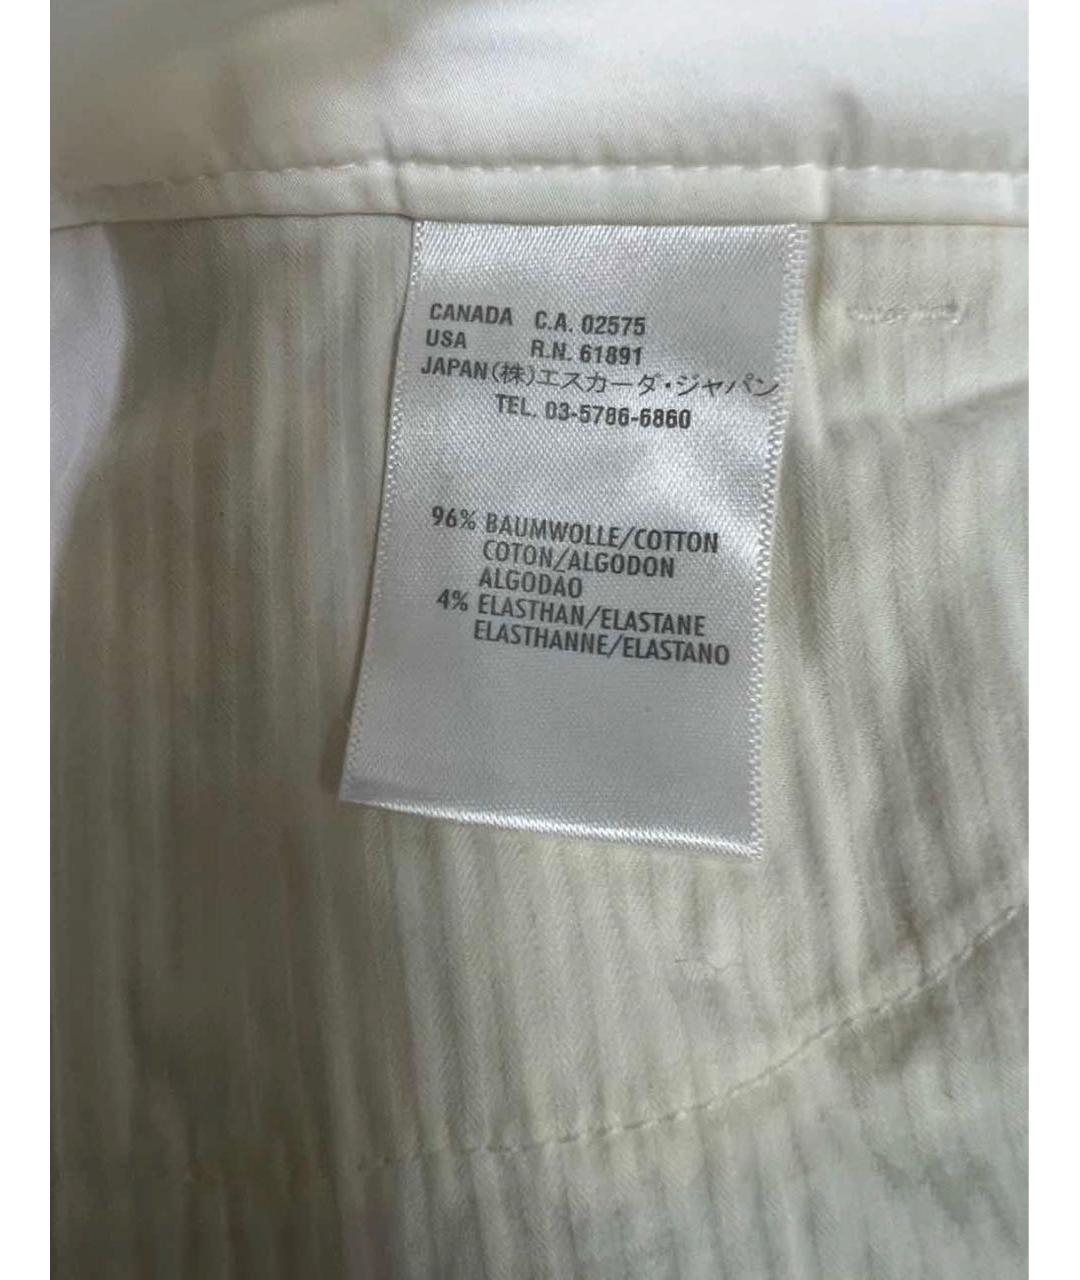 CANADA C.A. 02575
USA R.N. 61891
JAPAN(株)エスカーダ・ジャパン
TEL. 03-5786-6860
96% BAUMWOLLE/COTTON
COTON/ALGODON
ALGODAO
4% ELASTHAN/ELASTANE
ELASTHANNE/ELASTANO